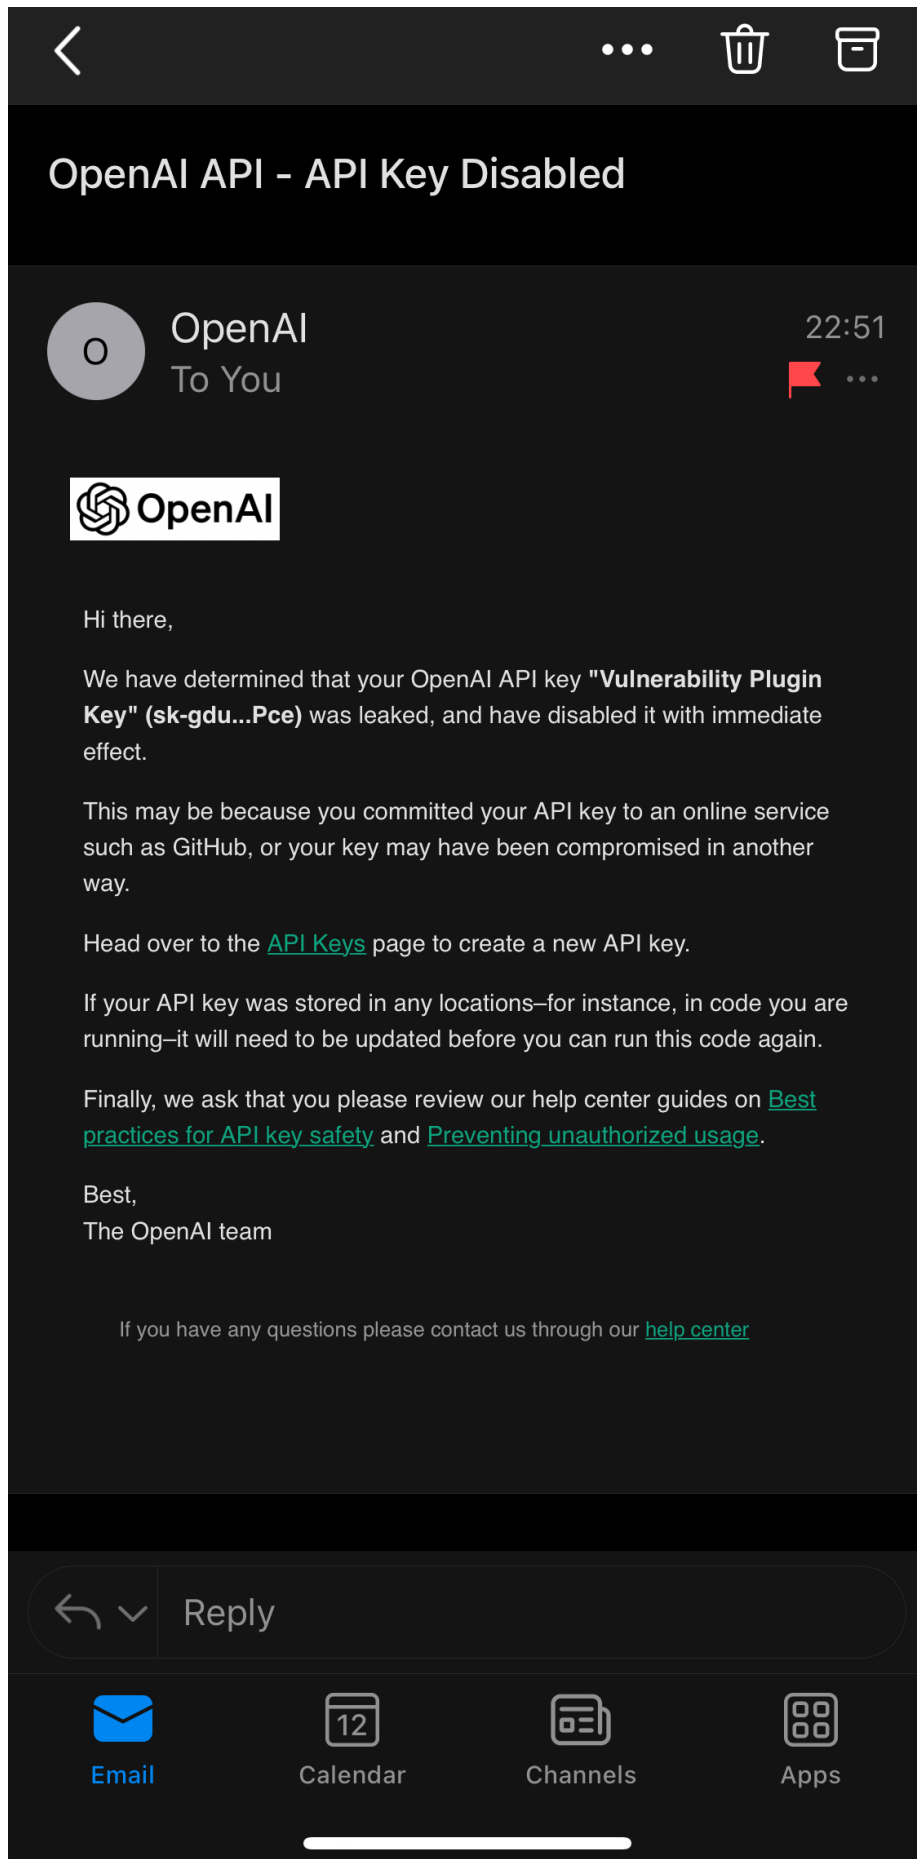 OpenAI API - API Key Disabled
O
OpenAI
22:51
To You
OpenAI
Hi there,
We have determined that your OpenAI API key "Vulnerability Plugin
Key" (sk-gdu...Pce) was leaked, and have disabled it with immediate
effect.
This may be because you committed your API key to an online service
such as GitHub, or your key may have been compromised in another
way.
Head over to the API Keys page to create a new API key.
If your API key was stored in any locations–for instance, in code you are
running–it will need to be updated before you can run this code again.
Finally, we ask that you please review our help center guides on Best
practices for API key safety and Preventing unauthorized usage.
Best,
The OpenAI team
If you have any questions please contact us through our help center
Reply
12
Email
Calendar
Channels
Apps